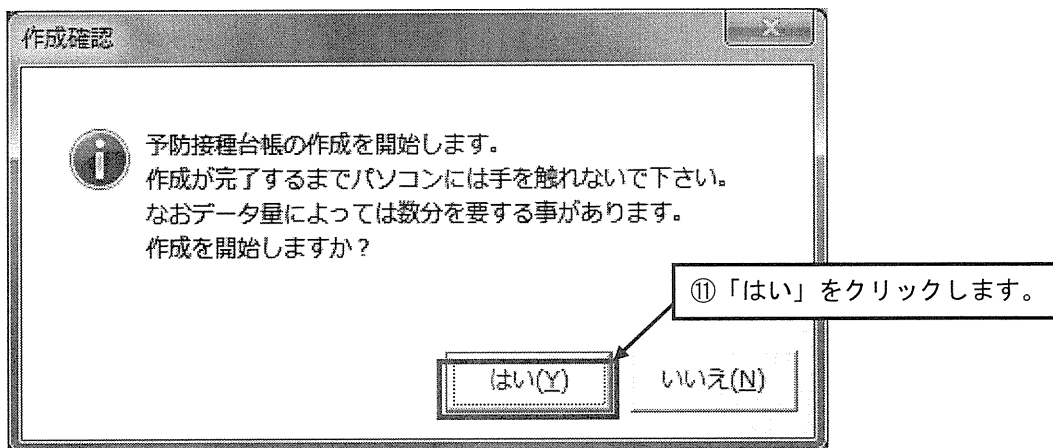 作成確認
予防接種台帳の作成を開始します。
作成が完了するまでパソコンには手を触れないで下さい。
なおデータ量によっては数分を要する事があります。
作成を開始しますか？
⑪「はい」をクリックします。
はい(Y) いいえ(N)